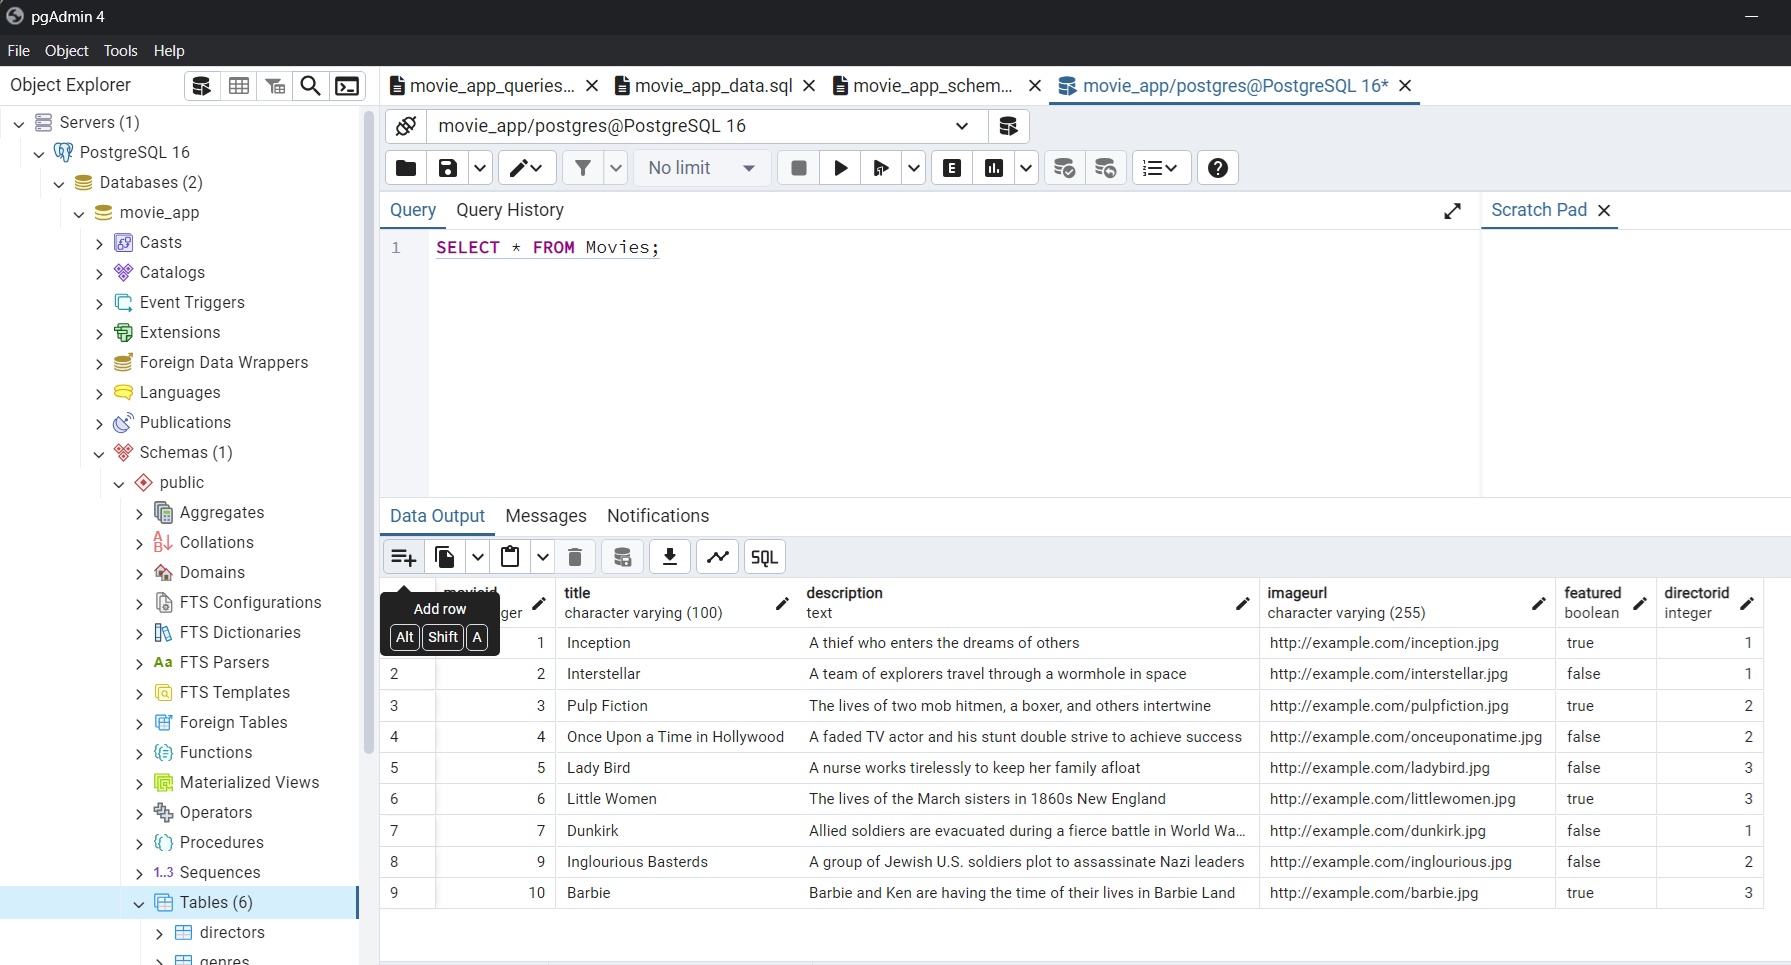 pgAdmin 4
File Object Tools Help
Object Explorer
Servers (1)
PostgreSQL 16
Databases (2)
movie_app
Casts
Catalogs
Event Triggers
Extensions
Foreign Data Wrappers
Languages
Publications
Schemas (1)
public
Aggregates
Collations
Domains
FTS Configurations
FTS Dictionaries
Aa FTS Parsers
FTS Templates
Foreign Tables
Functions
Materialized Views
Operators
Procedures
1..3 Sequences
Tables (6)
directors
genres
movie_app_queries... movie_app_data.sql movie_app_schem... movie_app/postgres@PostgreSQL 16*
movie_app/postgres@PostgreSQL 16
No limit E
Query Query History Scratch Pad
1 SELECT * FROM Movies;
Data Output Messages Notifications
SQL
Add row
Alt Shift A
title description imageurl featured directorid
ger character varying (100) text character varying (255) boolean integer
1 Inception A thief who enters the dreams of others http://example.com/inception.jpg true 1
2 2 Interstellar A team of explorers travel through a wormhole in space http://example.com/interstellar.jpg false 1
3 3 Pulp Fiction The lives of two mob hitmen, a boxer, and others intertwine http://example.com/pulpfiction.jpg true 2
4 4 Once Upon a Time in Hollywood A faded TV actor and his stunt double strive to achieve success http://example.com/onceuponatime.jpg false 2
5 5 Lady Bird A nurse works tirelessly to keep her family afloat http://example.com/ladybird.jpg false 3
6 6 Little Women The lives of the March sisters in 1860s New England http://example.com/littlewomen.jpg true 3
7 7 Dunkirk Allied soldiers are evacuated during a fierce battle in World Wa... http://example.com/dunkirk.jpg false 1
8 9 Inglourious Basterds A group of Jewish U.S. soldiers plot to assassinate Nazi leaders http://example.com/inglourious.jpg false 2
9 10 Barbie Barbie and Ken are having the time of their lives in Barbie Land http://example.com/barbie.jpg true 3